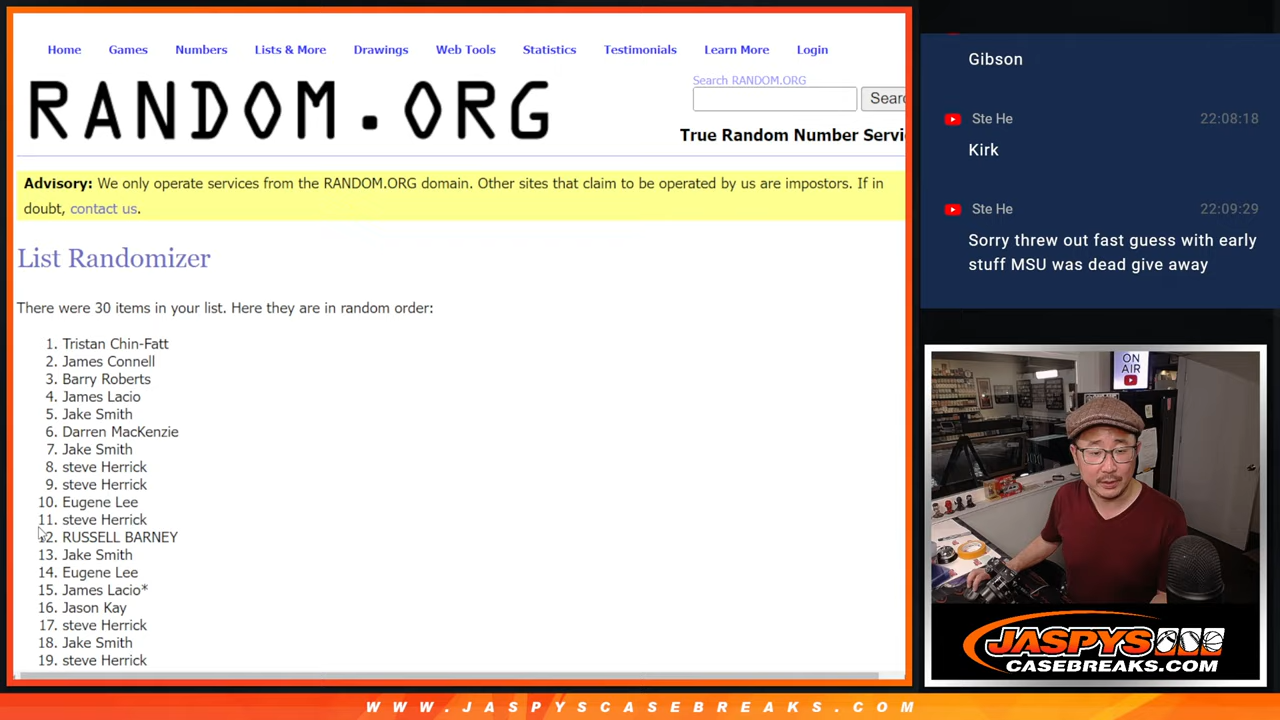 Home Games Numbers Lists & More Drawings Web Tools Statistics Testimonials Learn More Login
RANDOM.ORG
Search RANDOM.ORG
Sear
True Random Number Servi
Advisory: We only operate services from the RANDOM.ORG domain. Other sites that claim to be operated by us are impostors. If in
doubt, contact us.
List Randomizer
There were 30 items in your list. Here they are in random order:
1. Tristan Chin-Fatt
2. James Connell
3. Barry Roberts
4. James Lacio
5. Jake Smith
6. Darren MacKenzie
7. Jake Smith
8. steve Herrick
9. steve Herrick
10. Eugene Lee
11. steve Herrick
12. RUSSELL BARNEY
13. Jake Smith
14. Eugene Lee
15. James Lacio*
16. Jason Kay
17. steve Herrick
18. Jake Smith
19. steve Herrick
Gibson
Ste He 22:08:18
Kirk
Ste He 22:09:29
Sorry threw out fast guess with early
stuff MSU was dead give away
ON
AIR
JASPYS
CASEBREAKS.COM
WWW.JASPYSCASEBREAKS.COM